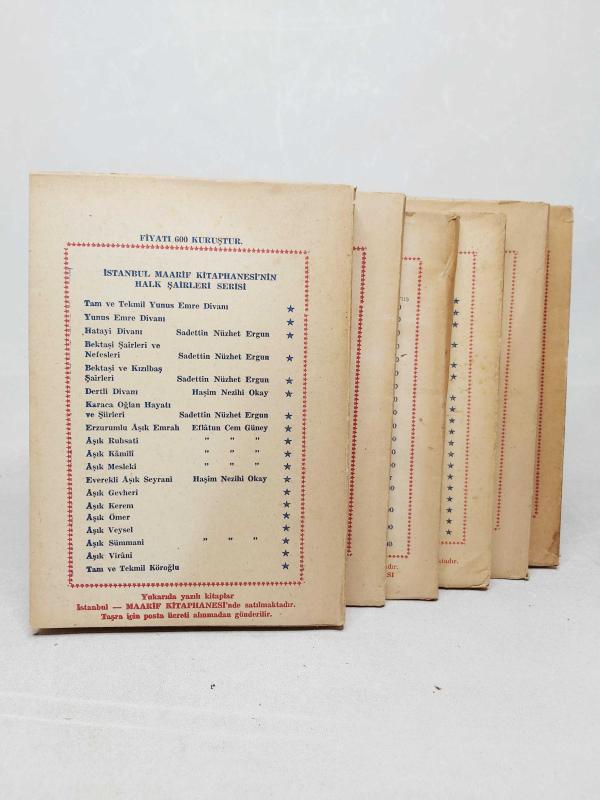 FİYATI 600 KURUŞTUR.
İSTANBUL MAARİF KİTAPHANESİ'NİN
HALK ŞAİRLERİ SERİSİ
Tam ve Tekmil Yunus Emre Divanı ★
Yunus Emre Divanı ★
Hatayi Divanı Sadettin Nüzhet Ergun ★
Bektaşi Şairleri ve
Nefesleri Sadettin Nüzhet Ergun ★
Bektaşi ve Kızılbaş
Şairleri Sadettin Nüzhet Ergun ★
Dertli Divanı Haşim Nezihi Okay ★
Karaca Oğlan Hayatı
ve Şiirleri Sadettin Nüzhet Ergun ★
Erzurumlu Âşık Emrah Eflâtun Cem Güney ★
Âşık Ruhsati " " " ★
Âşık Kâmili " " " ★
Âşık Mesleki " " " ★
Everekli Âşık Seyrani Haşim Nezihi Okay ★
Âşık Gevheri ★
Âşık Kerem ★
Âşık Ömer ★
Âşık Veysel ★
Âşık Sümmani " " " ★
Âşık Virâni ★
Tam ve Tekmil Köroğlu ★
Yukarıda yazılı kitaplar
İstanbul — MAARİF KİTAPHANESİ'nde satılmaktadır.
Taşra için posta ücreti alınmadan gönderilir.